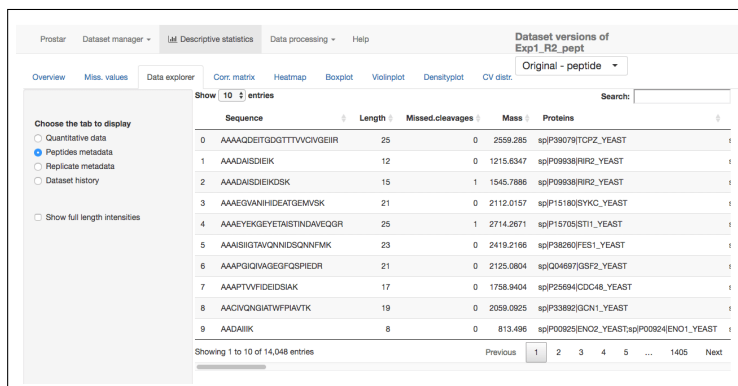 Prostar Dataset manager Descriptive statistics Data processing Help
Dataset versions of
Exp1_R2_pept
Original - peptide
Overview Miss. values Data explorer Corr. matrix Heatmap Boxplot Violinplot Densityplot CV distr.
Choose the tab to display
Quantitative data
Peptides metadata
Replicate metadata
Dataset history
Show full length intensities
Show 10 entries
Search:
Sequence Length Missed.cleavages Mass Proteins
0 AAAAQDEITGDGTTTVVCIVGEIIR 25 0 2559.285 sp|P39079|TCPZ_YEAST
1 AAADAISDIEIK 12 0 1215.6347 sp|P09938|RIR2_YEAST
2 AAADAISDIEIKDSK 15 1 1545.7886 sp|P09938|RIR2_YEAST
3 AAAEGVANIHIDEATGEMVSK 21 0 2112.0157 sp|P15180|SYKC_YEAST
4 AAAEYEKGEYETAISTINDAVEQGR 25 1 2714.2671 sp|P15705|STI1_YEAST
5 AAAISIIGTAVQNNIDSQNNFMK 23 0 2419.2166 sp|P38260|FES1_YEAST
6 AAAPGIQIVAGEGFQSPIEDR 21 0 2125.0804 sp|Q04697|GSF2_YEAST
7 AAAPTVVFIDEIDSIAK 17 0 1758.9404 sp|P25694|CDC48_YEAST
8 AACIVQNGIATWFPIAVTK 19 0 2059.0925 sp|P33892|GCN1_YEAST
9 AADAIIIK 8 0 813.496 sp|P00925|ENO2_YEAST;sp|P00924|ENO1_YEAST
Showing 1 to 10 of 14,048 entries
Previous 1 2 3 4 5 ... 1405 Next